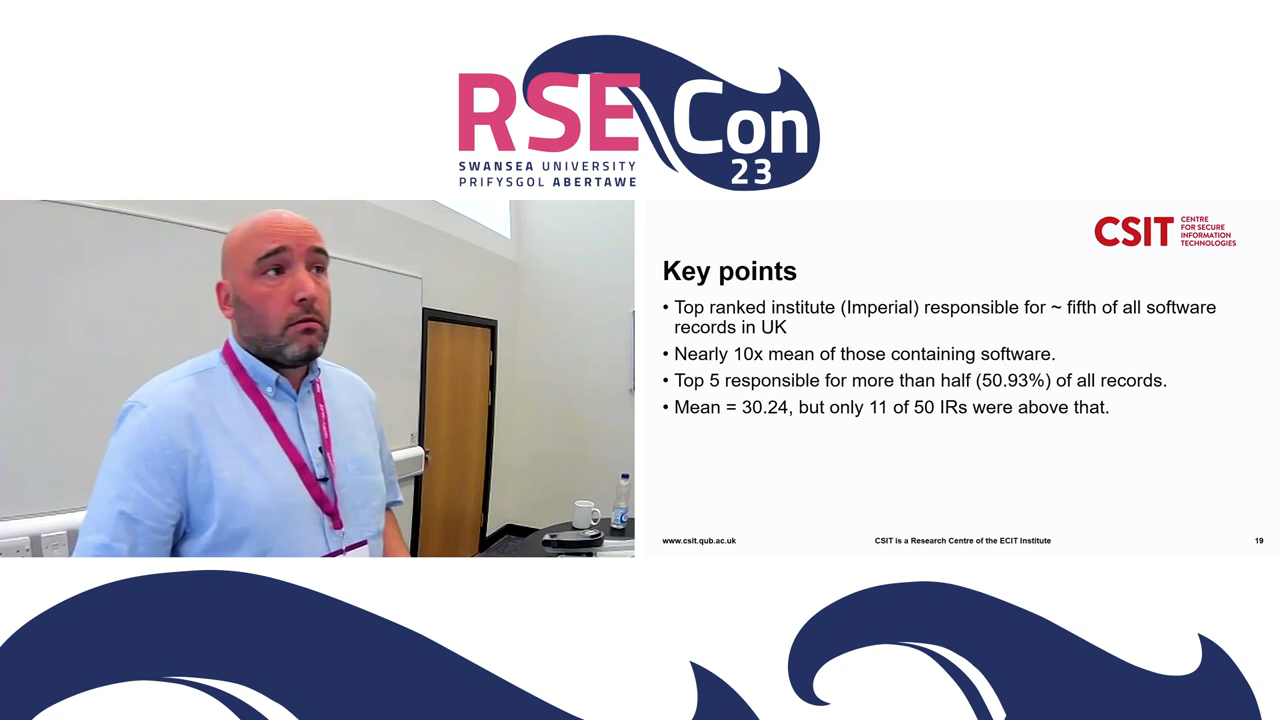 RSE Con
23
SWANSEA UNIVERSITY
PRIFYSGOL ABERTAWE
CSIT CENTRE
FOR SECURE
INFORMATION
TECHNOLOGIES
Key points
• Top ranked institute (Imperial) responsible for ~ fifth of all software
records in UK
• Nearly 10x mean of those containing software.
• Top 5 responsible for more than half (50.93%) of all records.
• Mean = 30.24, but only 11 of 50 IRs were above that.
www.csit.qub.ac.uk
CSIT is a Research Centre of the ECIT Institute
19